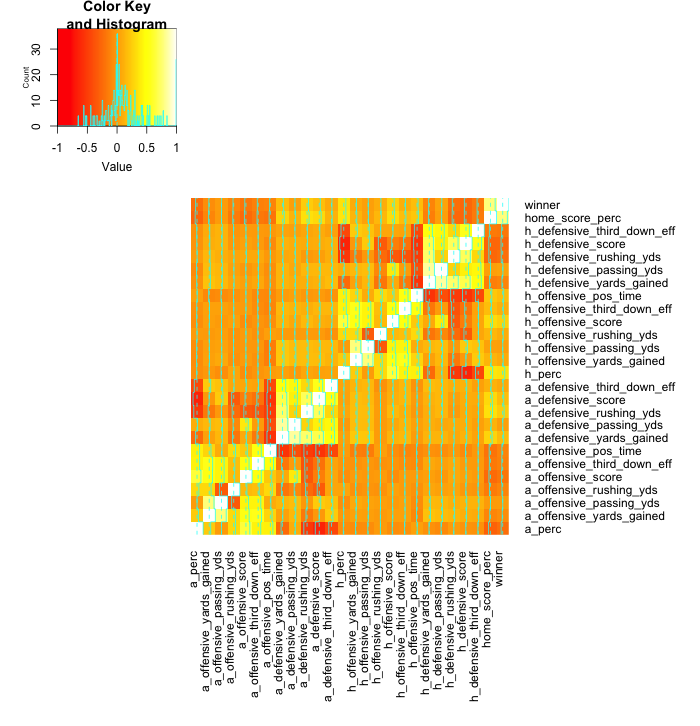 Color Key
and Histogram
Count
0 10 20 30
-1 -0.5 0 0.5 1
Value
winner
home_score_perc
h_defensive_third_down_eff
h_defensive_score
h_defensive_rushing_yds
h_defensive_passing_yds
h_defensive_yards_gained
h_offensive_pos_time
h_offensive_third_down_eff
h_offensive_score
h_offensive_rushing_yds
h_offensive_passing_yds
h_offensive_yards_gained
h_perc
a_defensive_third_down_eff
a_defensive_score
a_defensive_rushing_yds
a_defensive_passing_yds
a_defensive_yards_gained
a_offensive_pos_time
a_offensive_third_down_eff
a_offensive_score
a_offensive_rushing_yds
a_offensive_passing_yds
a_offensive_yards_gained
a_perc
a_perc
a_offensive_yards_gained
a_offensive_passing_yds
a_offensive_rushing_yds
a_offensive_score
a_offensive_third_down_eff
a_offensive_pos_time
a_defensive_yards_gained
a_defensive_passing_yds
a_defensive_rushing_yds
a_defensive_score
a_defensive_third_down_eff
h_perc
h_offensive_yards_gained
h_offensive_passing_yds
h_offensive_rushing_yds
h_offensive_score
h_offensive_third_down_eff
h_offensive_pos_time
h_defensive_yards_gained
h_defensive_passing_yds
h_defensive_rushing_yds
h_defensive_score
h_defensive_third_down_eff
home_score_perc
winner